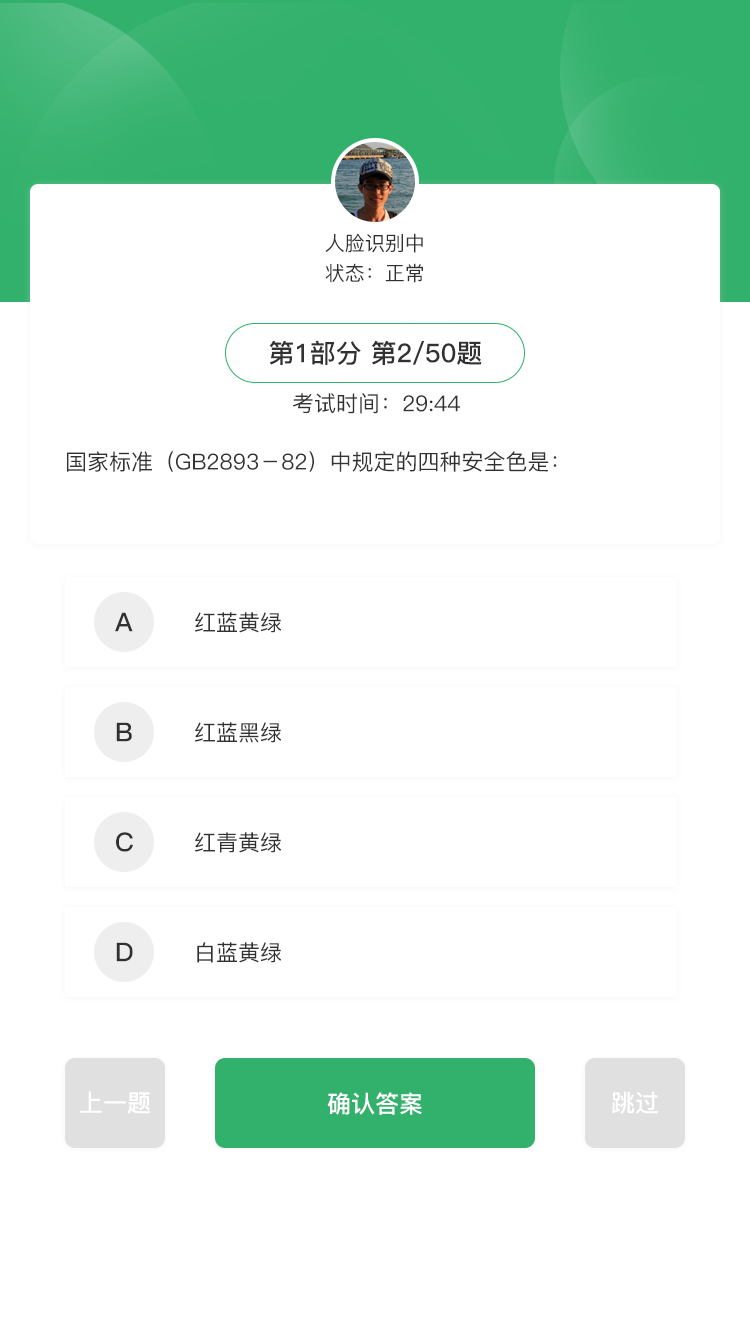 人脸识别中
状态：正常
第1部分 第2/50题
考试时间：29:44
国家标准（GB2893－82）中规定的四种安全色是：
A 红蓝黄绿
B 红蓝黑绿
C 红青黄绿
D 白蓝黄绿
上一题 确认答案 跳过